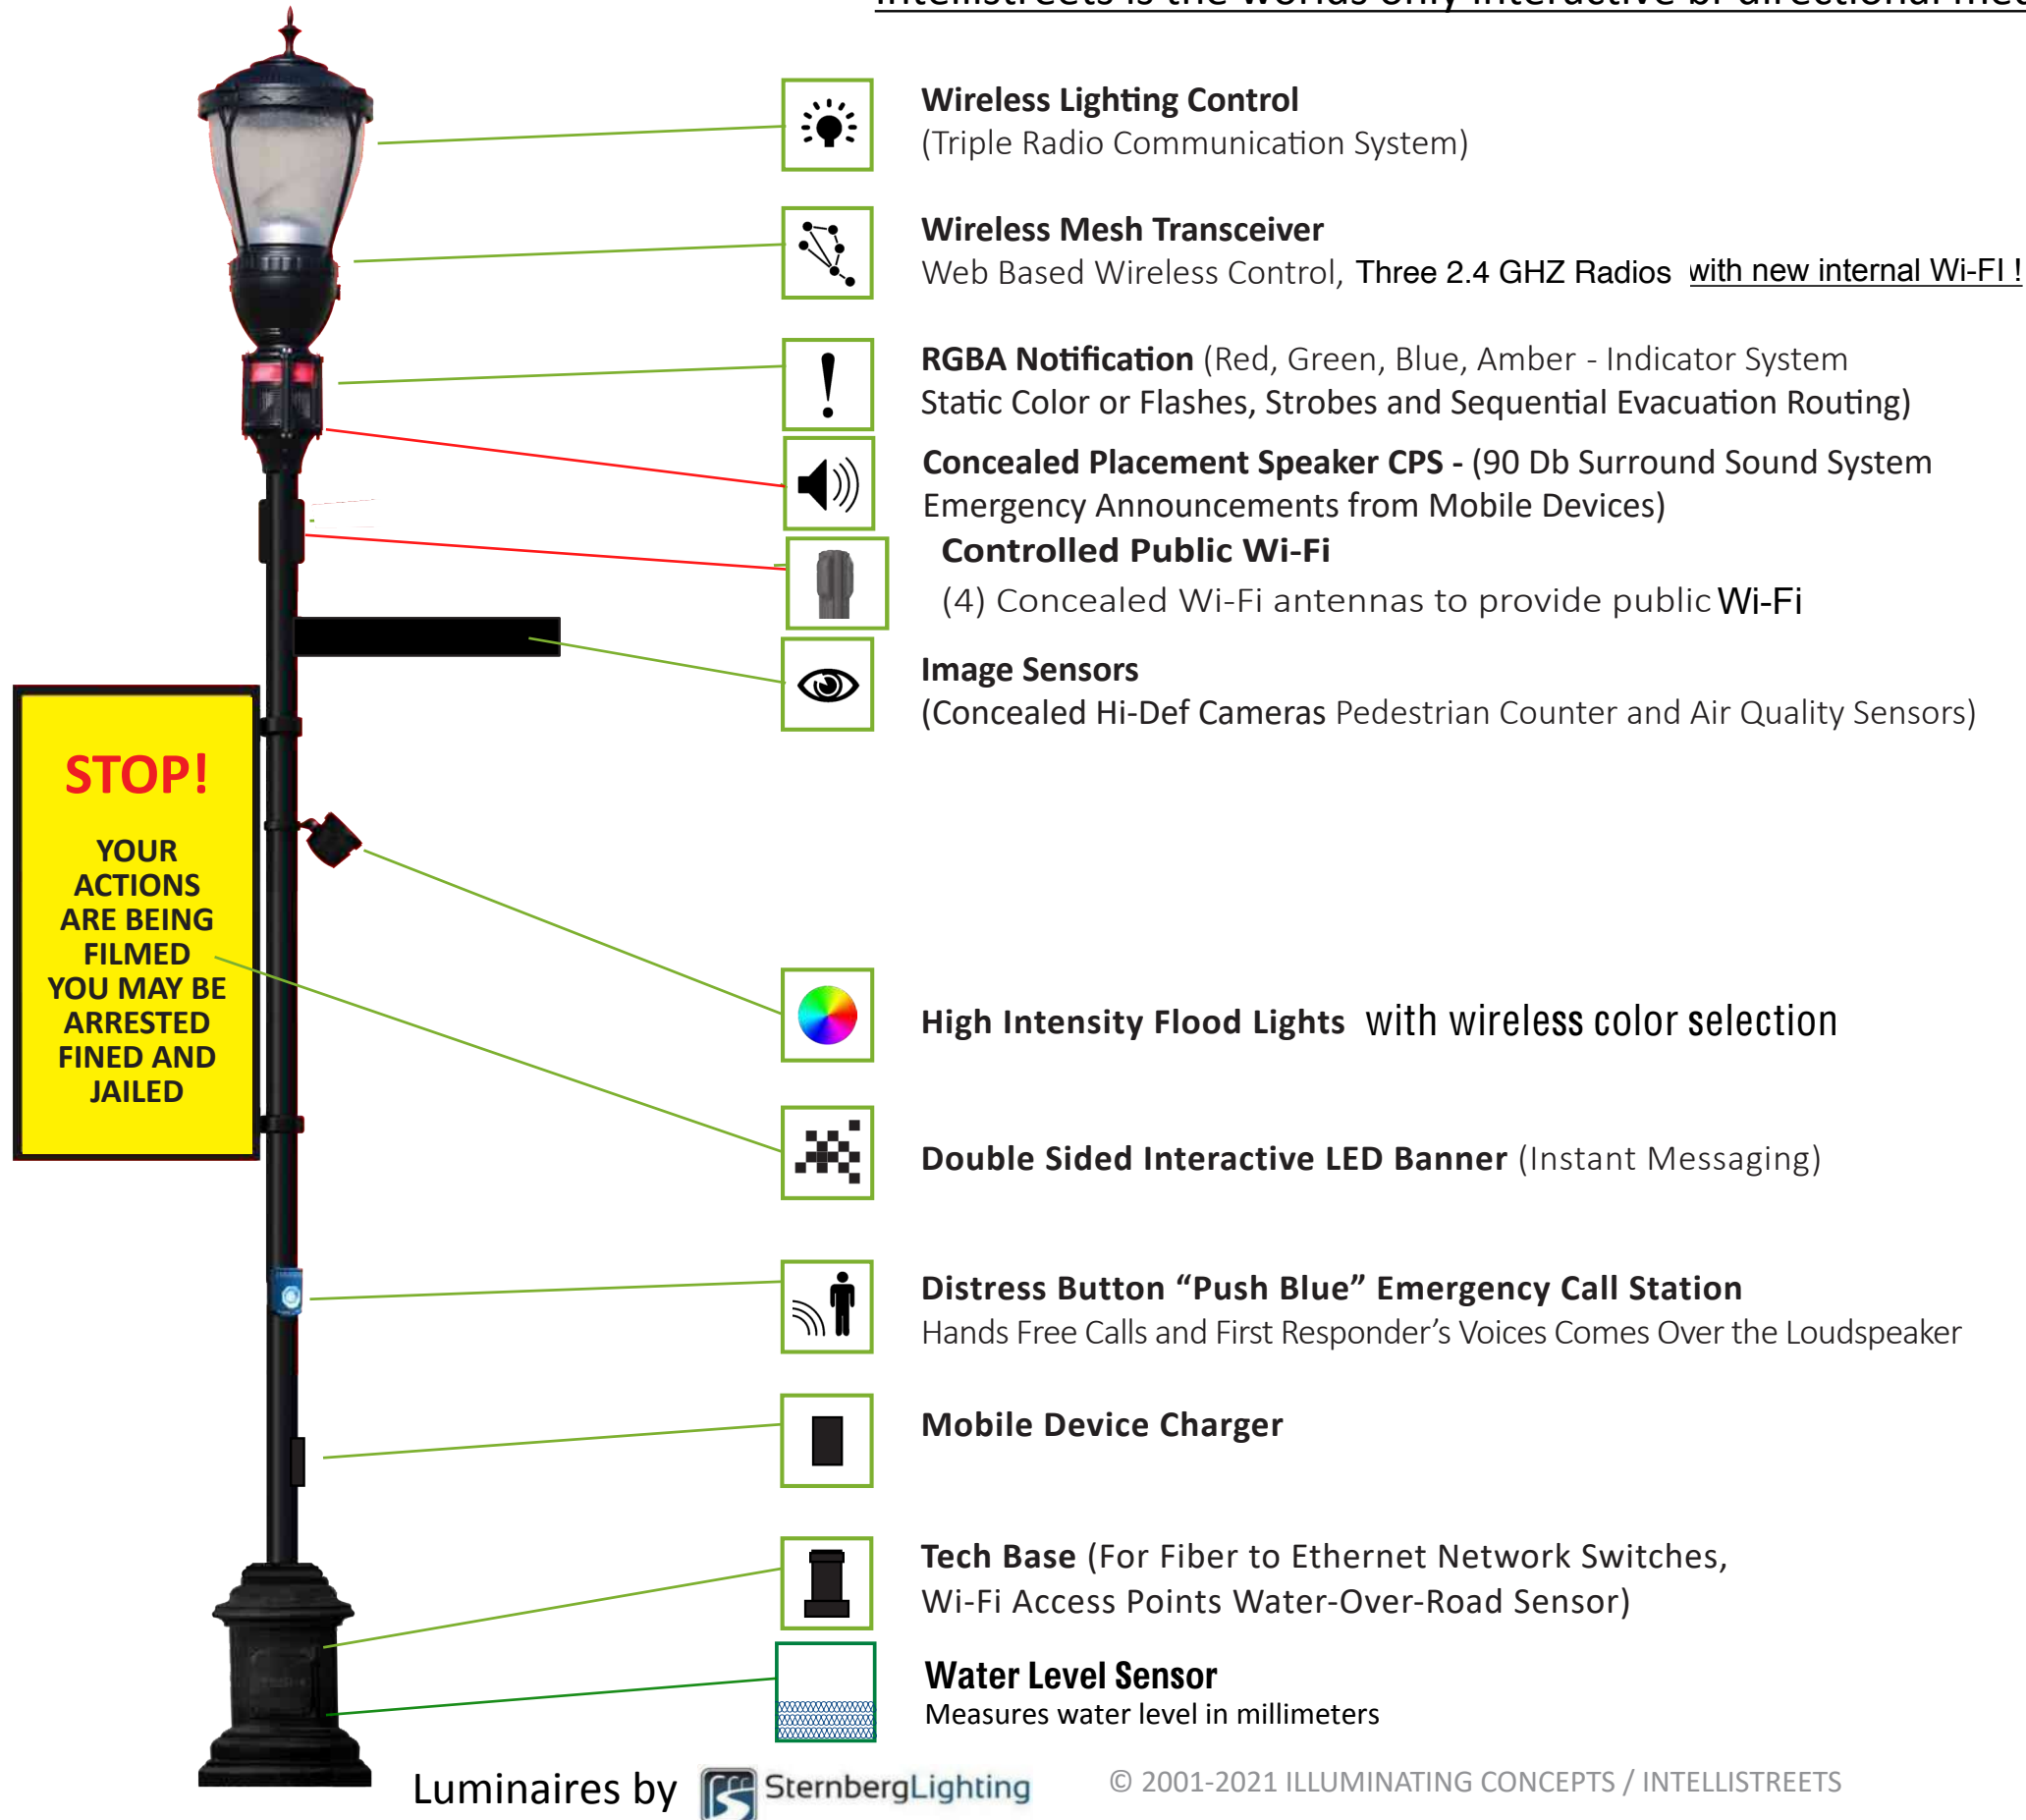 Intellistreets is the worlds only interactive bi-directional
Wireless Lighting Control
(Triple Radio Communication System)
Wireless Mesh Transceiver
Web Based Wireless Control, Three 2.4 GHZ Radios with new internal Wi-FI !
RGBA Notification (Red, Green, Blue, Amber - Indicator System
Static Color or Flashes, Strobes and Sequential Evacuation Routing)
Concealed Placement Speaker CPS - (90 Db Surround Sound System
Emergency Announcements from Mobile Devices)
Controlled Public Wi-Fi
(4) Concealed Wi-Fi antennas to provide public Wi-Fi
Image Sensors
(Concealed Hi-Def Cameras Pedestrian Counter and Air Quality Sensors)
STOP!
YOUR
ACTIONS
ARE BEING
FILMED
YOU MAY BE
ARRESTED
FINED AND
JAILED
High Intensity Flood Lights with wireless color selection
Double Sided Interactive LED Banner (Instant Messaging)
Distress Button “Push Blue” Emergency Call Station
Hands Free Calls and First Responder’s Voices Comes Over the Loudspeaker
Mobile Device Charger
Tech Base (For Fiber to Ethernet Network Switches,
Wi-Fi Access Points Water-Over-Road Sensor)
Water Level Sensor
Measures water level in millimeters
Luminaires by SternbergLighting
© 2001-2021 ILLUMINATING CONCEPTS / INTELLISTREETS